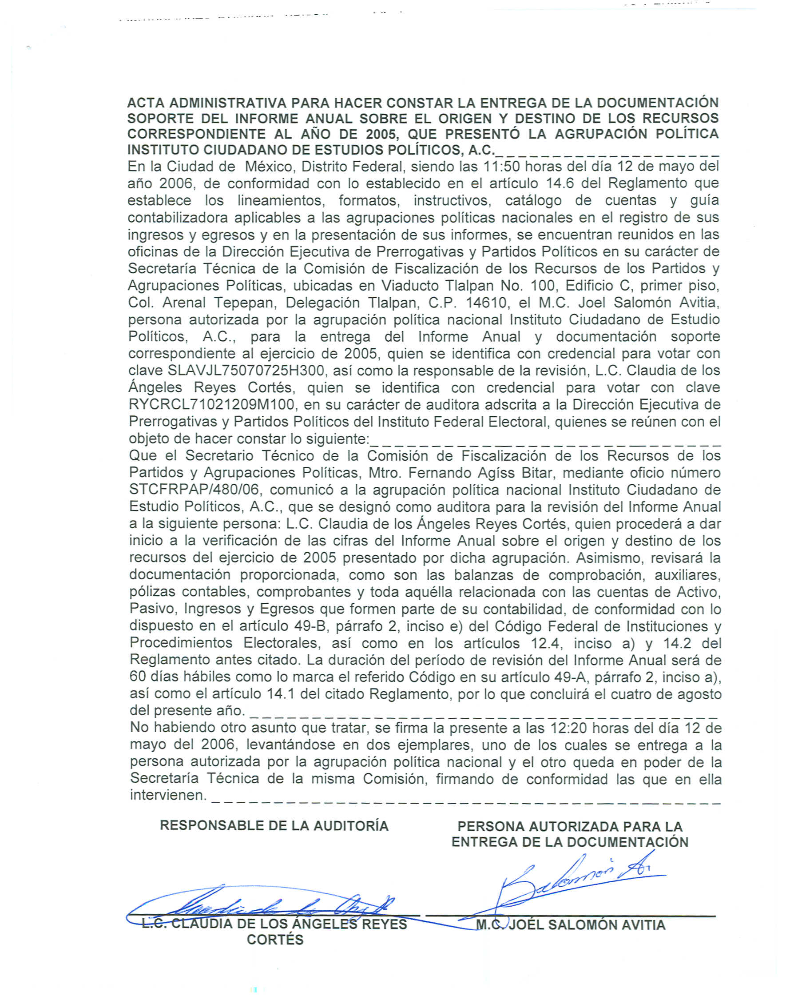 ACTA ADMINISTRATIVA PARA HACER CONSTAR LA ENTREGA DE LA DOCUMENTACIÓN
SOPORTE DEL INFORME ANUAL SOBRE EL ORIGEN Y DESTINO DE LOS RECURSOS
CORRESPONDIENTE AL AÑO DE 2005, QUE PRESENTÓ LA AGRUPACIÓN POLÍTICA
INSTITUTO CIUDADANO DE ESTUDIOS POLÍTICOS, A.C._ _ _ _ _ _ _ _ _ _ _ _ _ _ _ _ _ _ _
En la Ciudad de México, Distrito Federal, siendo las 11:50 horas del día 12 de mayo del
año 2006, de conformidad con lo establecido en el artículo 14.6 del Reglamento que
establece los lineamientos, formatos, instructivos, catálogo de cuentas y guía
contabilizadora aplicables a las agrupaciones políticas nacionales en el registro de sus
ingresos y egresos y en la presentación de sus informes, se encuentran reunidos en las
oficinas de la Dirección Ejecutiva de Prerrogativas y Partidos Políticos en su carácter de
Secretaría Técnica de la Comisión de Fiscalización de los Recursos de los Partidos y
Agrupaciones Políticas, ubicadas en Viaducto Tlalpan No. 100, Edificio C, primer piso,
Col. Arenal Tepepan, Delegación Tlalpan, C.P. 14610, el M.C. Joel Salomón Avitia,
persona autorizada por la agrupación política nacional Instituto Ciudadano de Estudio
Políticos, A.C., para la entrega del Informe Anual y documentación soporte
correspondiente al ejercicio de 2005, quien se identifica con credencial para votar con
clave SLAVJL75070725H300, así como la responsable de la revisión, L.C. Claudia de los
Ángeles Reyes Cortés, quien se identifica con credencial para votar con clave
RYCRCL71021209M100, en su carácter de auditora adscrita a la Dirección Ejecutiva de
Prerrogativas y Partidos Políticos del Instituto Federal Electoral, quienes se reúnen con el
objeto de hacer constar lo siguiente:_ _ _ _ _ _ _ _ _ _ _ _ _ _ _ _ _ _ _ _ _ _ _ _ _ _ _ _ _
Que el Secretario Técnico de la Comisión de Fiscalización de los Recursos de los
Partidos y Agrupaciones Políticas, Mtro. Fernando Agíss Bitar, mediante oficio número
STCFRPAP/480/06, comunicó a la agrupación política nacional Instituto Ciudadano de
Estudio Políticos, A.C., que se designó como auditora para la revisión del Informe Anual
a la siguiente persona: L.C. Claudia de los Ángeles Reyes Cortés, quien procederá a dar
inicio a la verificación de las cifras del Informe Anual sobre el origen y destino de los
recursos del ejercicio de 2005 presentado por dicha agrupación. Asimismo, revisará la
documentación proporcionada, como son las balanzas de comprobación, auxiliares,
pólizas contables, comprobantes y toda aquélla relacionada con las cuentas de Activo,
Pasivo, Ingresos y Egresos que formen parte de su contabilidad, de conformidad con lo
dispuesto en el artículo 49-B, párrafo 2, inciso e) del Código Federal de Instituciones y
Procedimientos Electorales, así como en los artículos 12.4, inciso a) y 14.2 del
Reglamento antes citado. La duración del período de revisión del Informe Anual será de
60 días hábiles como lo marca el referido Código en su artículo 49-A, párrafo 2, inciso a),
así como el artículo 14.1 del citado Reglamento, por lo que concluirá el cuatro de agosto
del presente año. _ _ _ _ _ _ _ _ _ _ _ _ _ _ _ _ _ _ _ _ _ _ _ _ _ _ _ _ _ _ _ _ _ _ _ _ _ _
No habiendo otro asunto que tratar, se firma la presente a las 12:20 horas del día 12 de
mayo del 2006, levantándose en dos ejemplares, uno de los cuales se entrega a la
persona autorizada por la agrupación política nacional y el otro queda en poder de la
Secretaría Técnica de la misma Comisión, firmando de conformidad las que en ella
intervienen. _ _ _ _ _ _ _ _ _ _ _ _ _ _ _ _ _ _ _ _ _ _ _ _ _ _ _ _ _ _ _ _ _ _ _ _ _ _ _ _ _
RESPONSABLE DE LA AUDITORÍA
PERSONA AUTORIZADA PARA LA
ENTREGA DE LA DOCUMENTACIÓN
Salomón A.
L.C. CLAUDIA DE LOS ÁNGELES REYES
CORTÉS
M.C. JOÉL SALOMÓN AVITIA